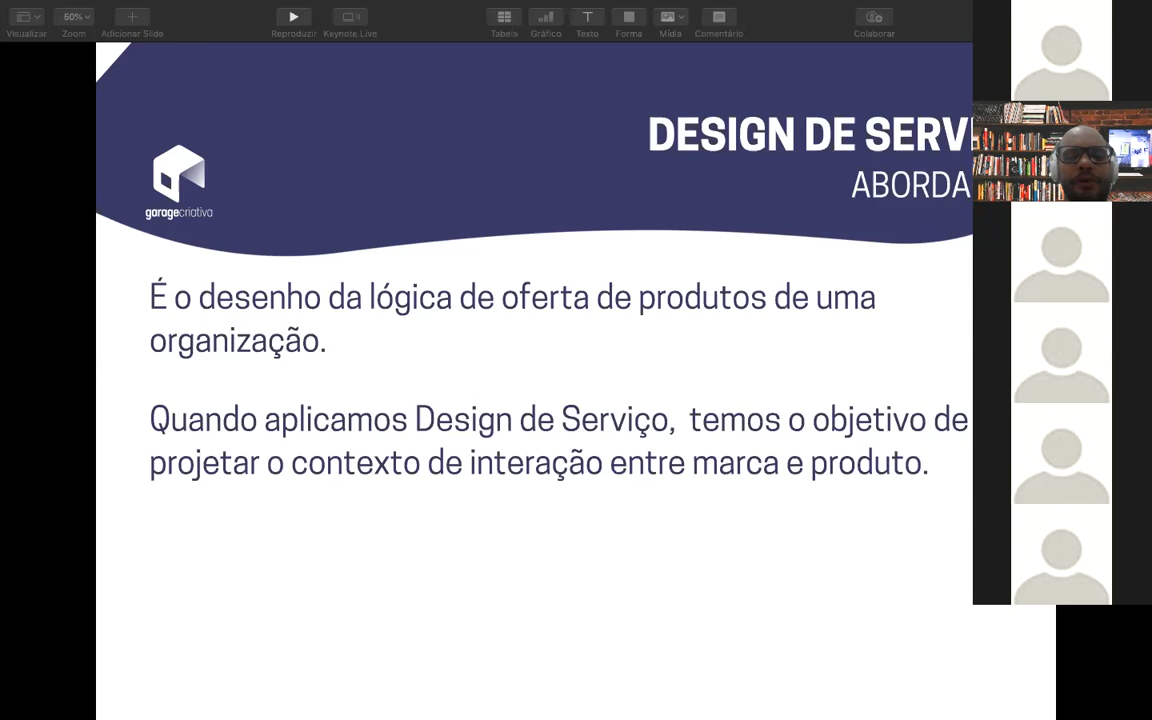 50%
Visualizar Zoom Adicionar Slide Reproduzir Keynote Live Tabela Gráfico Texto Forma Mídia Comentário Colaborar
DESIGN DE SERV
ABORDA
garagecriativa
É o desenho da lógica de oferta de produtos de uma
organização.
Quando aplicamos Design de Serviço, temos o objetivo de
projetar o contexto de interação entre marca e produto.